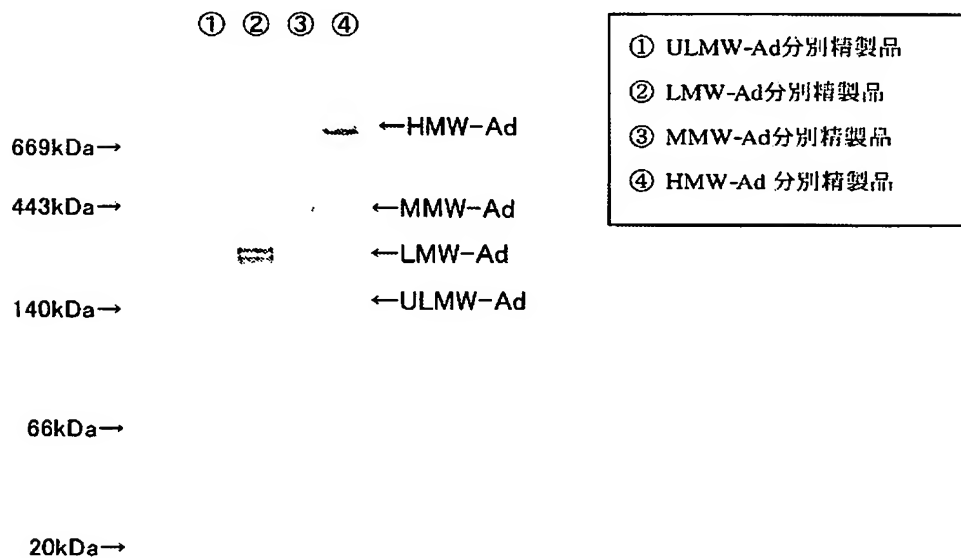 ① ② ③ ④
669kDa→
443kDa→
140kDa→
66kDa→
20kDa→
←HMW-Ad
←MMW-Ad
←LMW-Ad
←ULMW-Ad
① ULMW-Ad分別精製品
② LMW-Ad分別精製品
③ MMW-Ad分別精製品
④ HMW-Ad 分別精製品